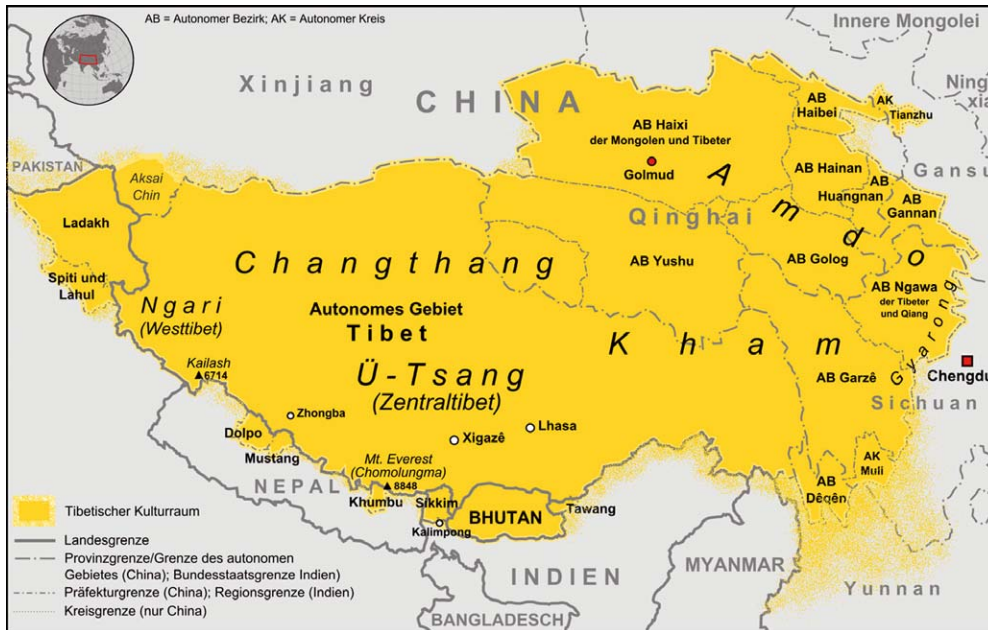 AB = Autonomer Bezirk; AK = Autonomer Kreis
Innere Mongolei
Xinjiang
CHINA
Ning
xia
AB
Haibei
AK
Tianzhu
AB Haixi
der Mongolen und Tibeter
Golmud
PAKISTAN
Aksai
Chin
AB Hainan
Gansu
AB
Huangnan
AB
Gannan
Amdo
Qinghai
Ladakh
Changthang
AB Yushu
AB Golog
Spiti und
Lahul
AB Ngawa
der Tibeter
und Qiang
Ngari
(Westtibet)
Autonomes Gebiet
Tibet
Kham
Gyarong
Kailash
6714
Ü-Tsang
(Zentraltibet)
AB Garzê
Chengdu
Sichuan
Zhongba
Lhasa
Dolpo
Xigazê
Mustang
Mt. Everest
(Chomolungma)
8848
AK
Muli
NEPAL
Khumbu
Sikkim
AB
Dêqên
Tibetischer Kulturraum
BHUTAN
Tawang
Kalimpong
Landesgrenze
Provinzgrenze/Grenze des autonomen
Gebietes (China); Bundesstaatsgrenze Indien)
INDIEN
MYANMAR
Yunnan
Präfekturgrenze (China); Regionsgrenze (Indien)
Kreisgrenze (nur China)
BANGLADESCH